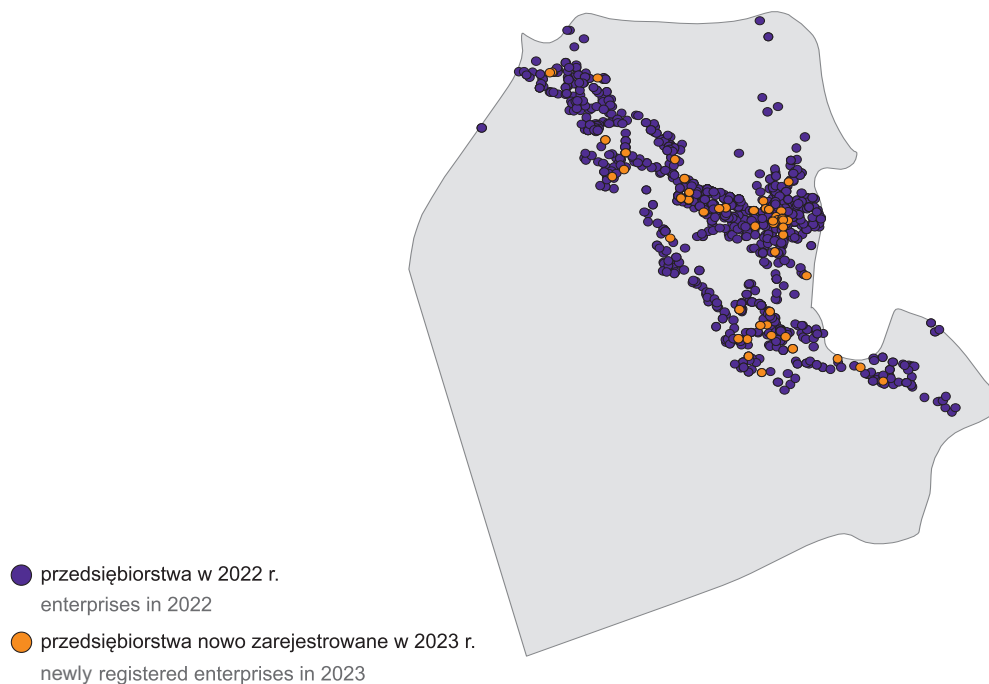 przedsiębiorstwa w 2022 r.
enterprises in 2022
przedsiębiorstwa nowo zarejestrowane w 2023 r.
newly registered enterprises in 2023